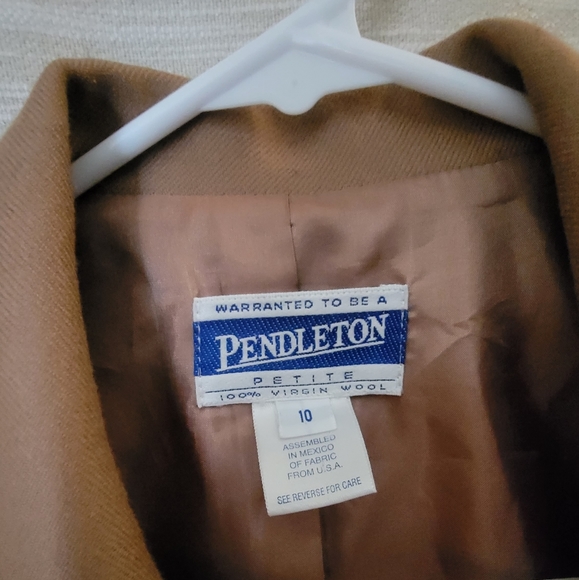 WARRANTED TO BE A
PENDLETON
PETITE
100% VIRGIN WOOL
10
ASSEMBLED
IN MEXICO
OF FABRIC
FROM U.S.A.
SEE REVERSE FOR CARE